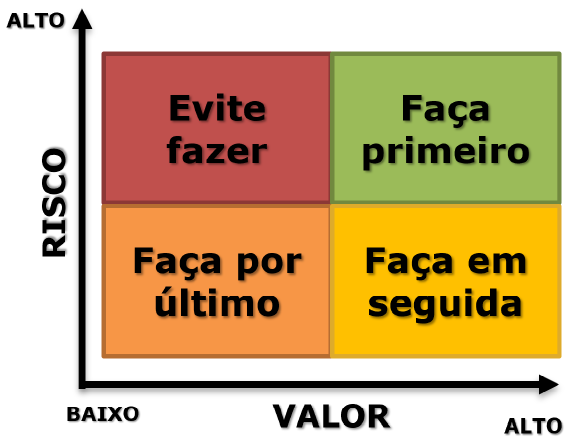 ALTO
Evite
fazer
Faça
primeiro
RISCO
Faça por
último
Faça em
seguida
BAIXO
VALOR
ALTO